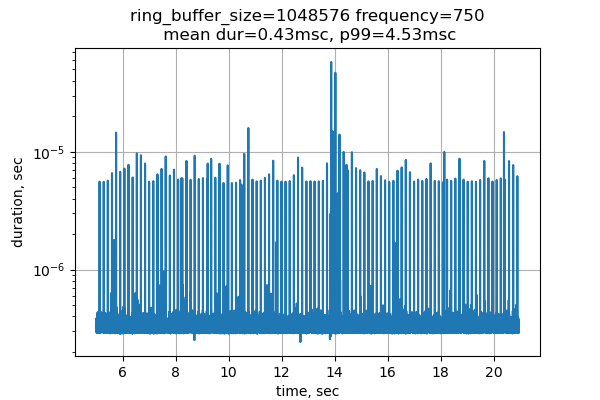 ring_buffer_size=1048576 frequency=750
mean dur=0.43msc, p99=4.53msc
duration, sec
10⁻⁵
10⁻⁶
6 8 10 12 14 16 18 20
time, sec